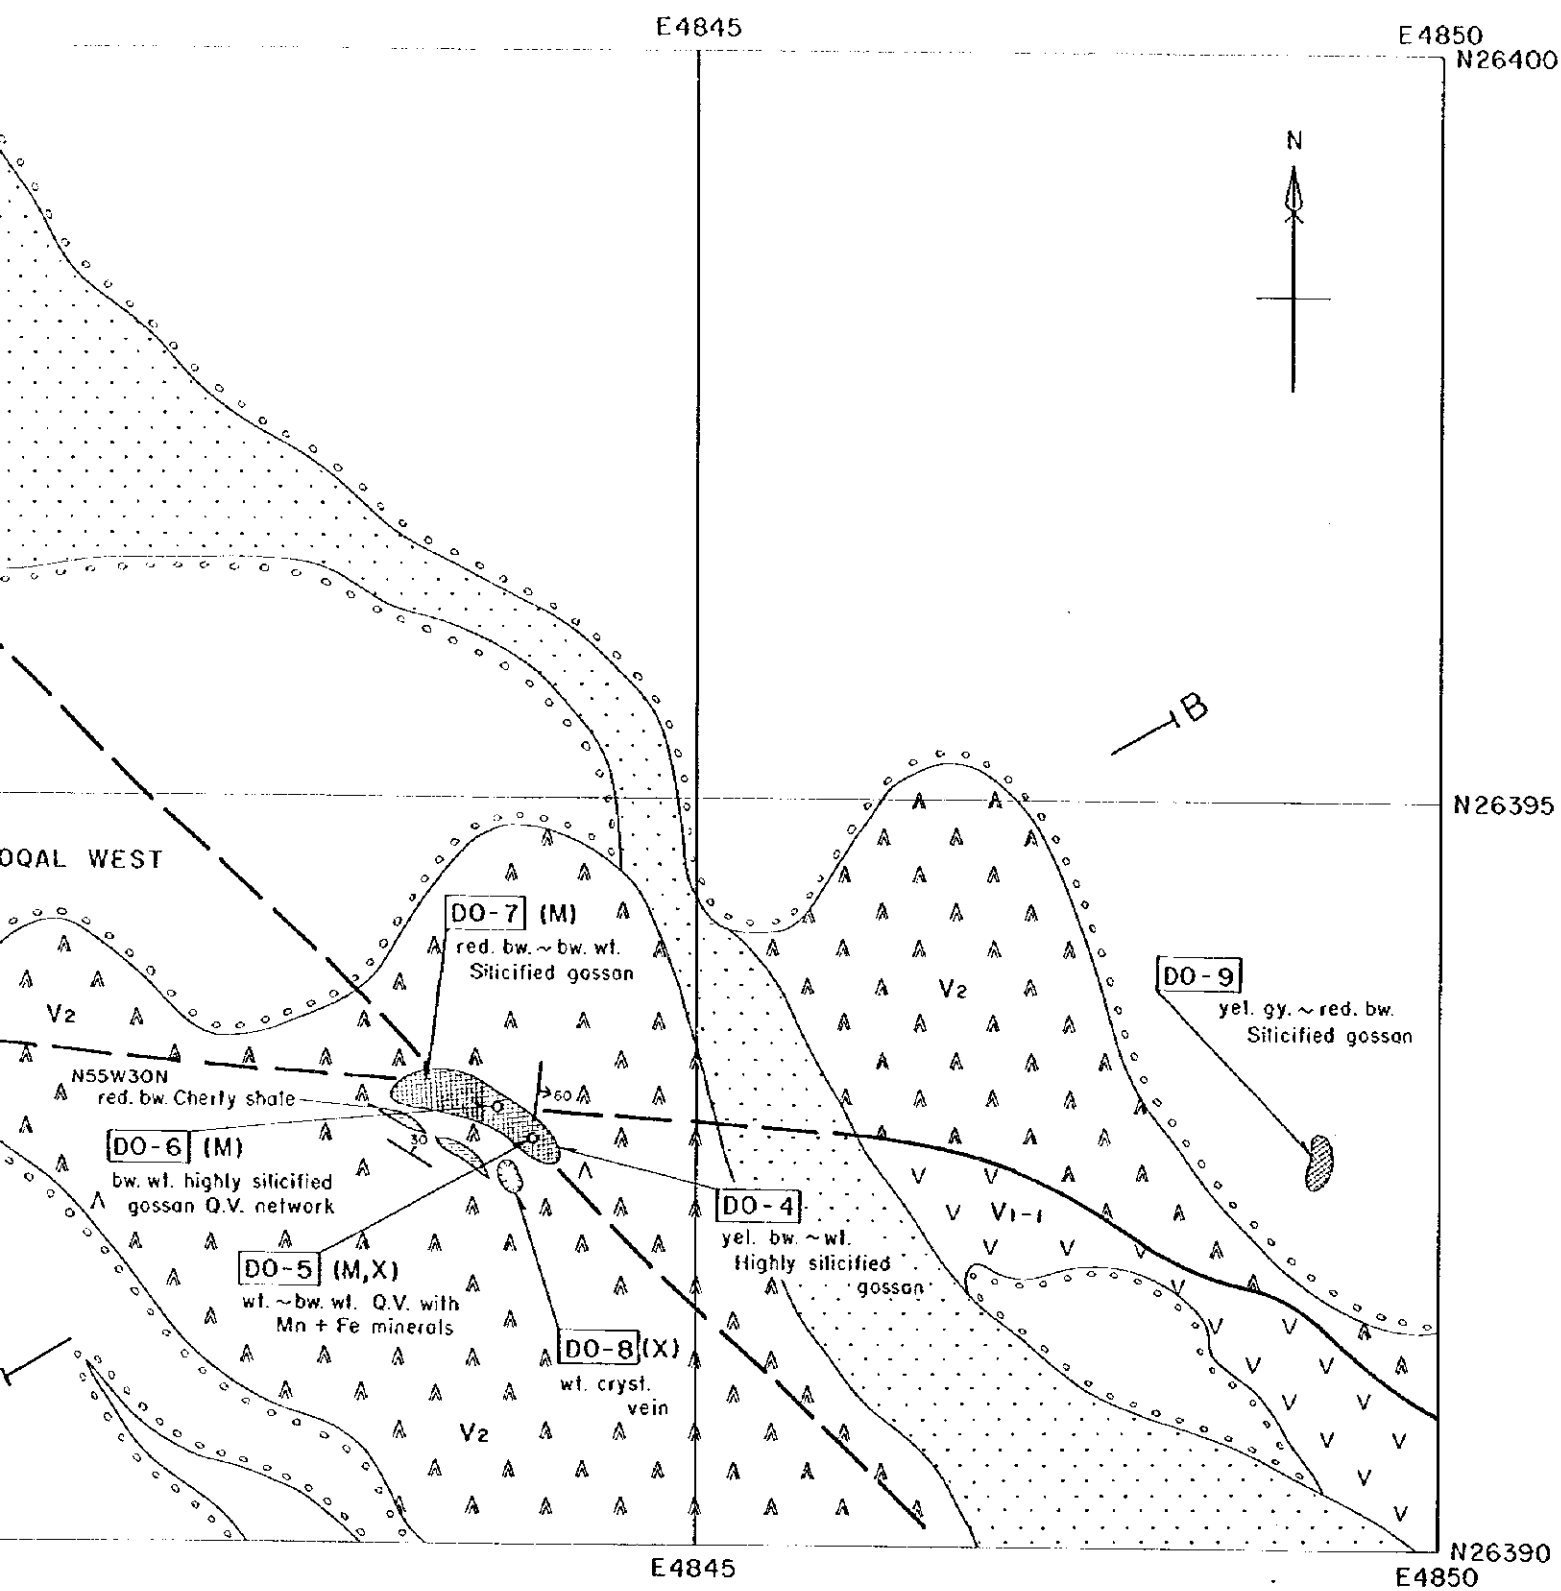 E4845
E4850
N26400
N
B
N26395
OQAL WEST
DO-7 (M)
red. bw. ~ bw. wt.
Silicified gossan
V2
V2
DO-9
yel. gy. ~ red. bw.
Silicified gossan
N55W30N
red. bw. Cherty shale
60
30
DO-6 (M)
bw. wt. highly silicified
gossan Q.V. network
DO-4
yel. bw. ~ wt.
Highly silicified
gossan
V1-1
DO-5 (M,X)
wt. ~ bw. wt. Q.V. with
Mn + Fe minerals
DO-8 (X)
wt. cryst.
vein
V2
N26390
E4845
E4850